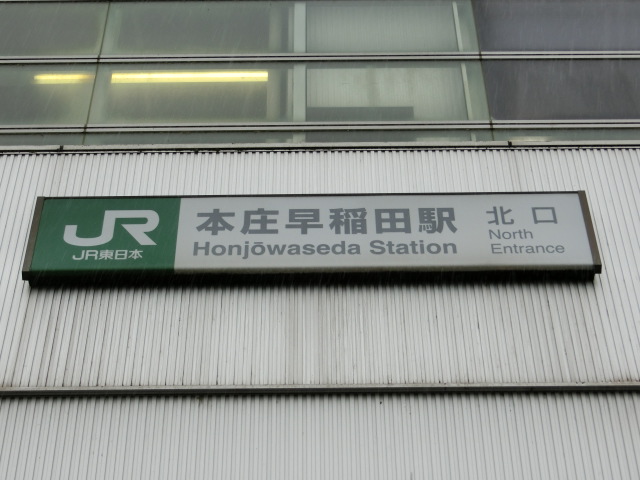 JR
JR東日本
本庄早稲田駅
Honjōwaseda Station
北口
North
Entrance